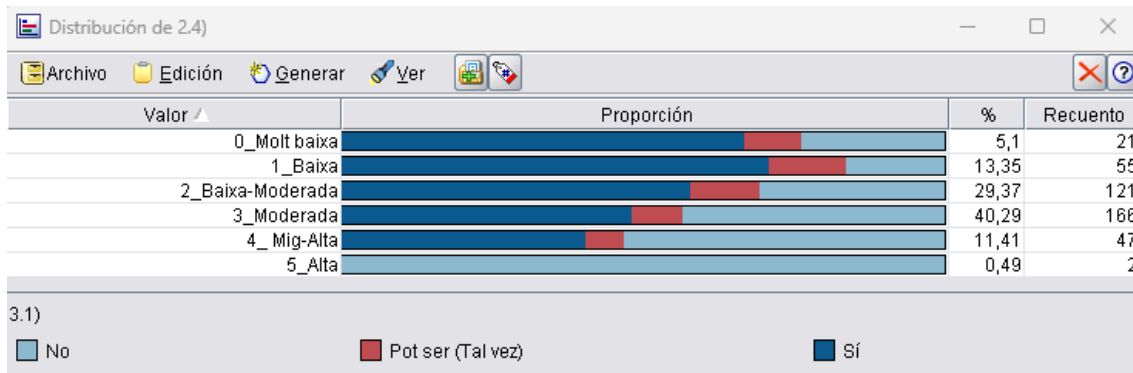 Distribución de 2.4)
Archivo Edición Generar Ver
Valor Proporción % Recuento
0_Molt baixa 5,1 21
1_Baixa 13,35 55
2_Baixa-Moderada 29,37 121
3_Moderada 40,29 166
4_ Mig-Alta 11,41 47
5_Alta 0,49 2
3.1)
No Pot ser (Tal vez) Sí